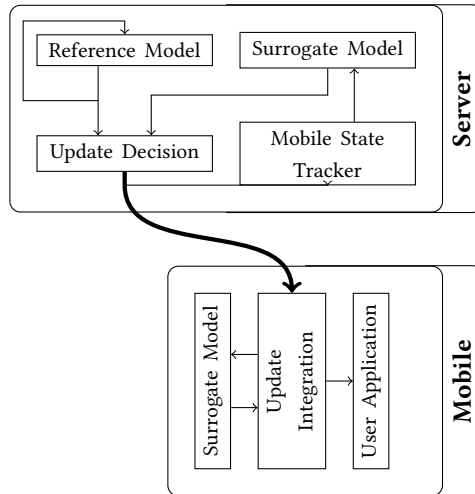 Reference Model
Surrogate Model
Update Decision
Mobile State
Tracker
Server
Surrogate Model
Update
Integration
User Application
Mobile